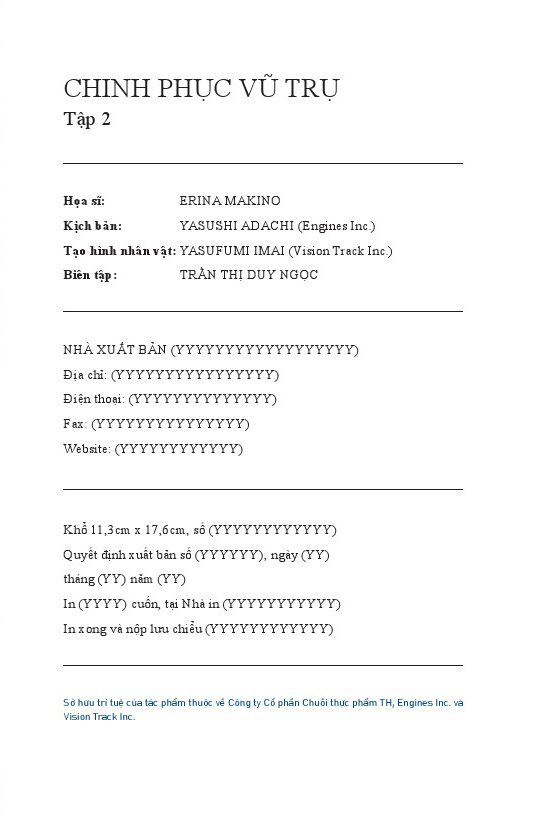 CHINH PHỤC VŨ TRỤ
Tập 2
Họa sĩ: ERINA MAKINO
Kịch bản: YASUSHI ADACHI (Engines Inc.)
Tạo hình nhân vật: YASUFUMI IMAI (Vision Track Inc.)
Biên tập: TRẦN THỊ DUY NGỌC
NHÀ XUẤT BẢN (YYYYYYYYYYYYYYYYYY)
Địa chỉ: (YYYYYYYYYYYYYYYY)
Điện thoại: (YYYYYYYYYYYYYY)
Fax: (YYYYYYYYYYYYYYY)
Website: (YYYYYYYYYYYY)
Khổ 11,3cm x 17,6cm, số (YYYYYYYYYYYY)
Quyết định xuất bản số (YYYYYY), ngày (YY)
tháng (YY) năm (YY)
In (YYYY) cuốn, tại Nhà in (YYYYYYYYYYY)
In xong và nộp lưu chiểu (YYYYYYYYYYYY)
Sở hữu trí tuệ của tác phẩm thuộc về Công ty Cổ phần Chuỗi thực phẩm TH, Engines Inc. và
Vision Track Inc.